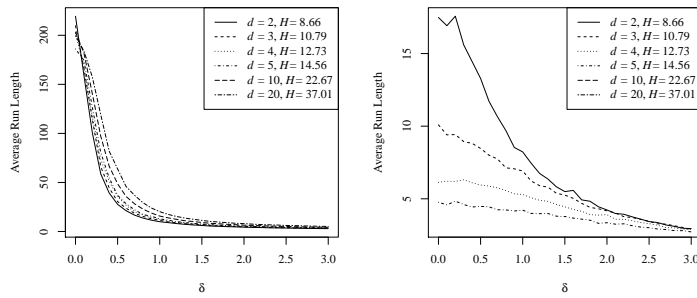 Average Run Length
200
150
100
50
0
d = 2, H = 8.66
d = 3, H = 10.79
d = 4, H = 12.73
d = 5, H = 14.56
d = 10, H = 22.67
d = 20, H = 37.01
0.0 0.5 1.0 1.5 2.0 2.5 3.0
δ
Average Run Length
15
10
5
d = 2, H = 8.66
d = 3, H = 10.79
d = 4, H = 12.73
d = 5, H = 14.56
d = 10, H = 22.67
d = 20, H = 37.01
0.0 0.5 1.0 1.5 2.0 2.5 3.0
δ